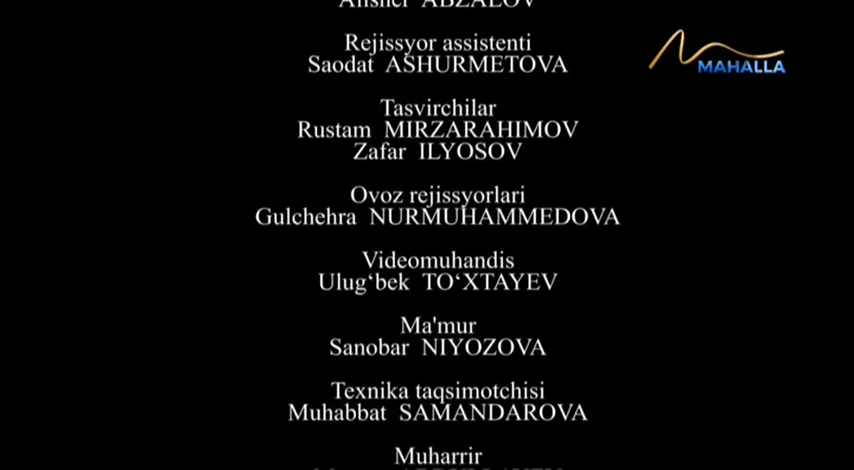 ABZALOV
Rejissyor assistenti
Saodat ASHURMETOVA
MAHALLA
Tasvirchilar
Rustam MIRZARAHIMOV
Zafar ILYOSOV
Ovoz rejissyorlari
Gulchehra NURMUHAMMEDOVA
Videomuhandis
Ulug‘bek TO‘XTAYEV
Ma'mur
Sanobar NIYOZOVA
Texnika taqsimotchisi
Muhabbat SAMANDAROVA
Muharrir